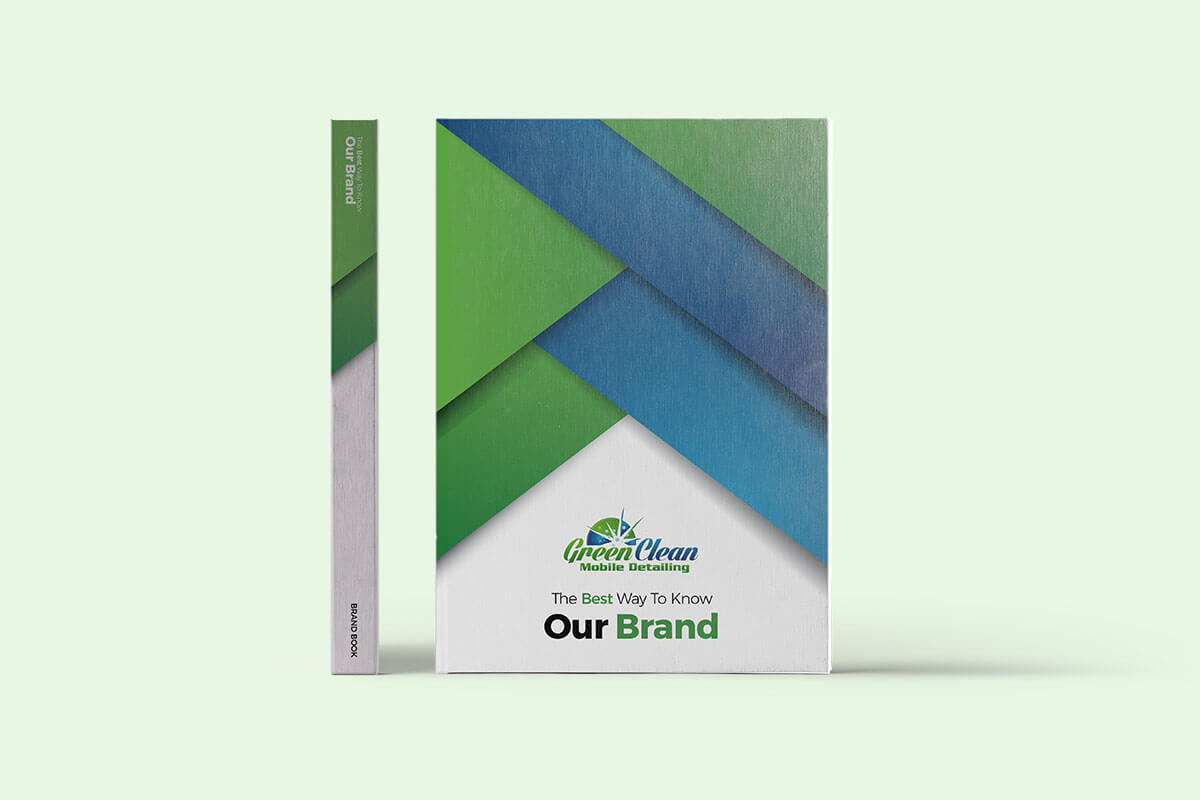 The Best Way To Know
Our Brand
BRAND BOOK
Green Clean
Mobile Detailing
The Best Way To Know
Our Brand